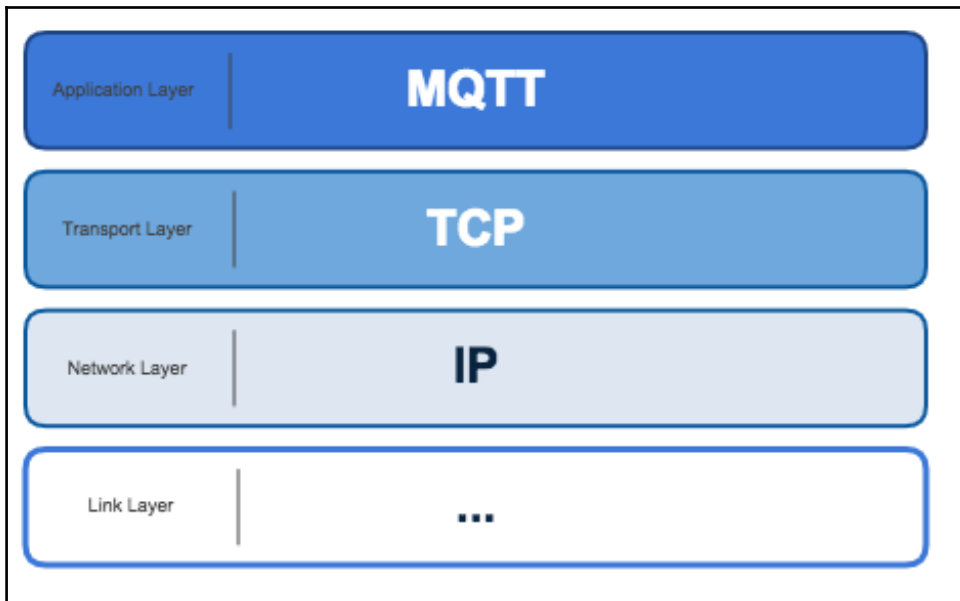 Application Layer
MQTT
Transport Layer
TCP
Network Layer
IP
Link Layer
...